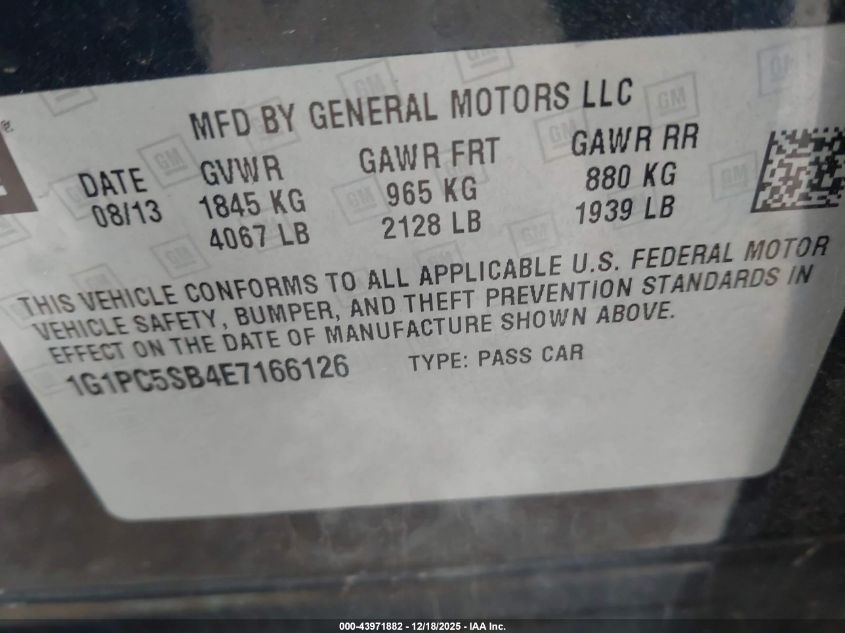 MFD BY GENERAL MOTORS LLC
DATE GVWR GAWR FRT GAWR RR
08/13 1845 KG 965 KG 880 KG
4067 LB 2128 LB 1939 LB
THIS VEHICLE CONFORMS TO ALL APPLICABLE U.S. FEDERAL MOTOR
VEHICLE SAFETY, BUMPER, AND THEFT PREVENTION STANDARDS IN
EFFECT ON THE DATE OF MANUFACTURE SHOWN ABOVE.
1G1PC5SB4E7166126 TYPE: PASS CAR
000-43971882 - 12/18/2025 - IAA Inc.